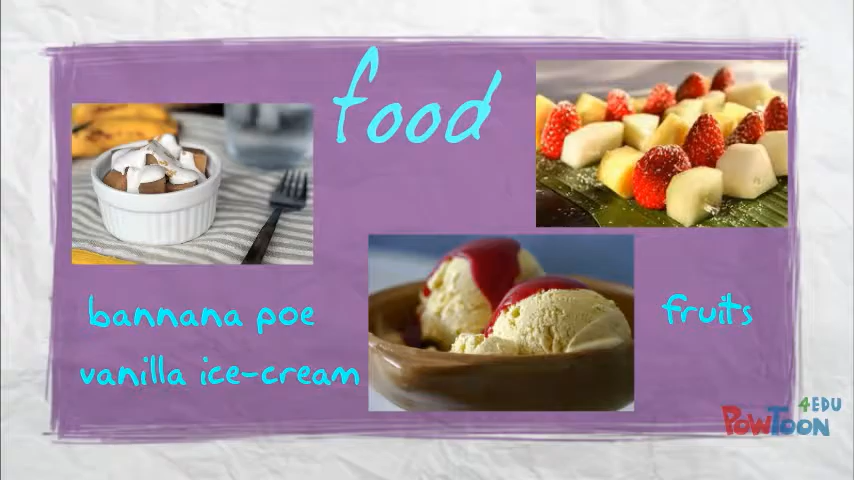 food
bannana poe
vanilla ice-cream
fruits
4EDU
POWTOON